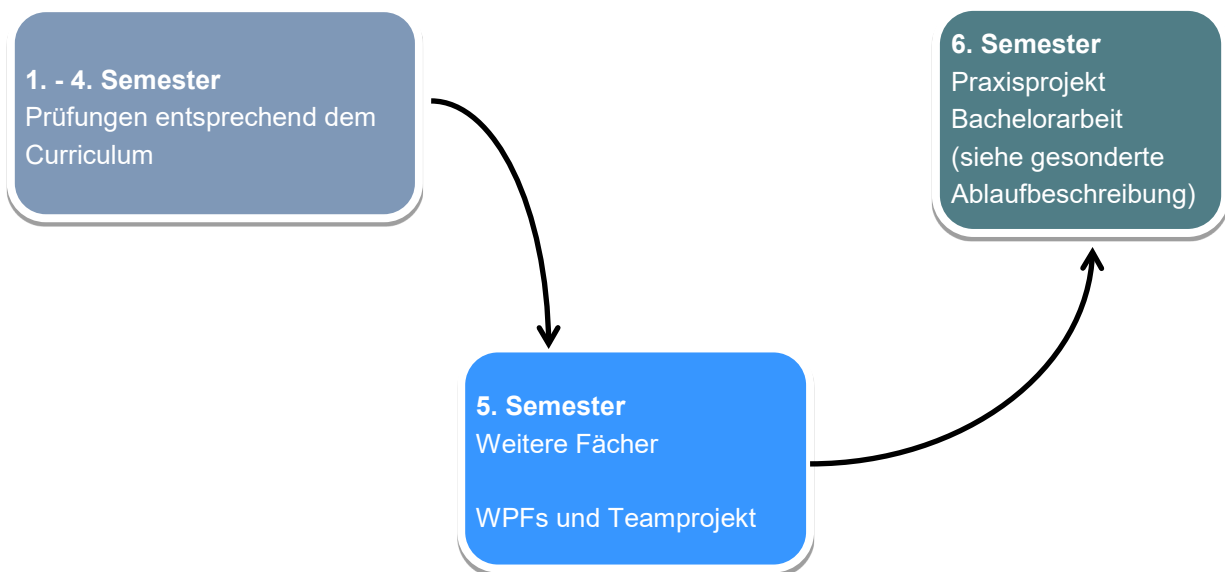 1. - 4. Semester
Prüfungen entsprechend dem
Curriculum
5. Semester
Weitere Fächer
WPFs und Teamprojekt
6. Semester
Praxisprojekt
Bachelorarbeit
(siehe gesonderte
Ablaufbeschreibung)